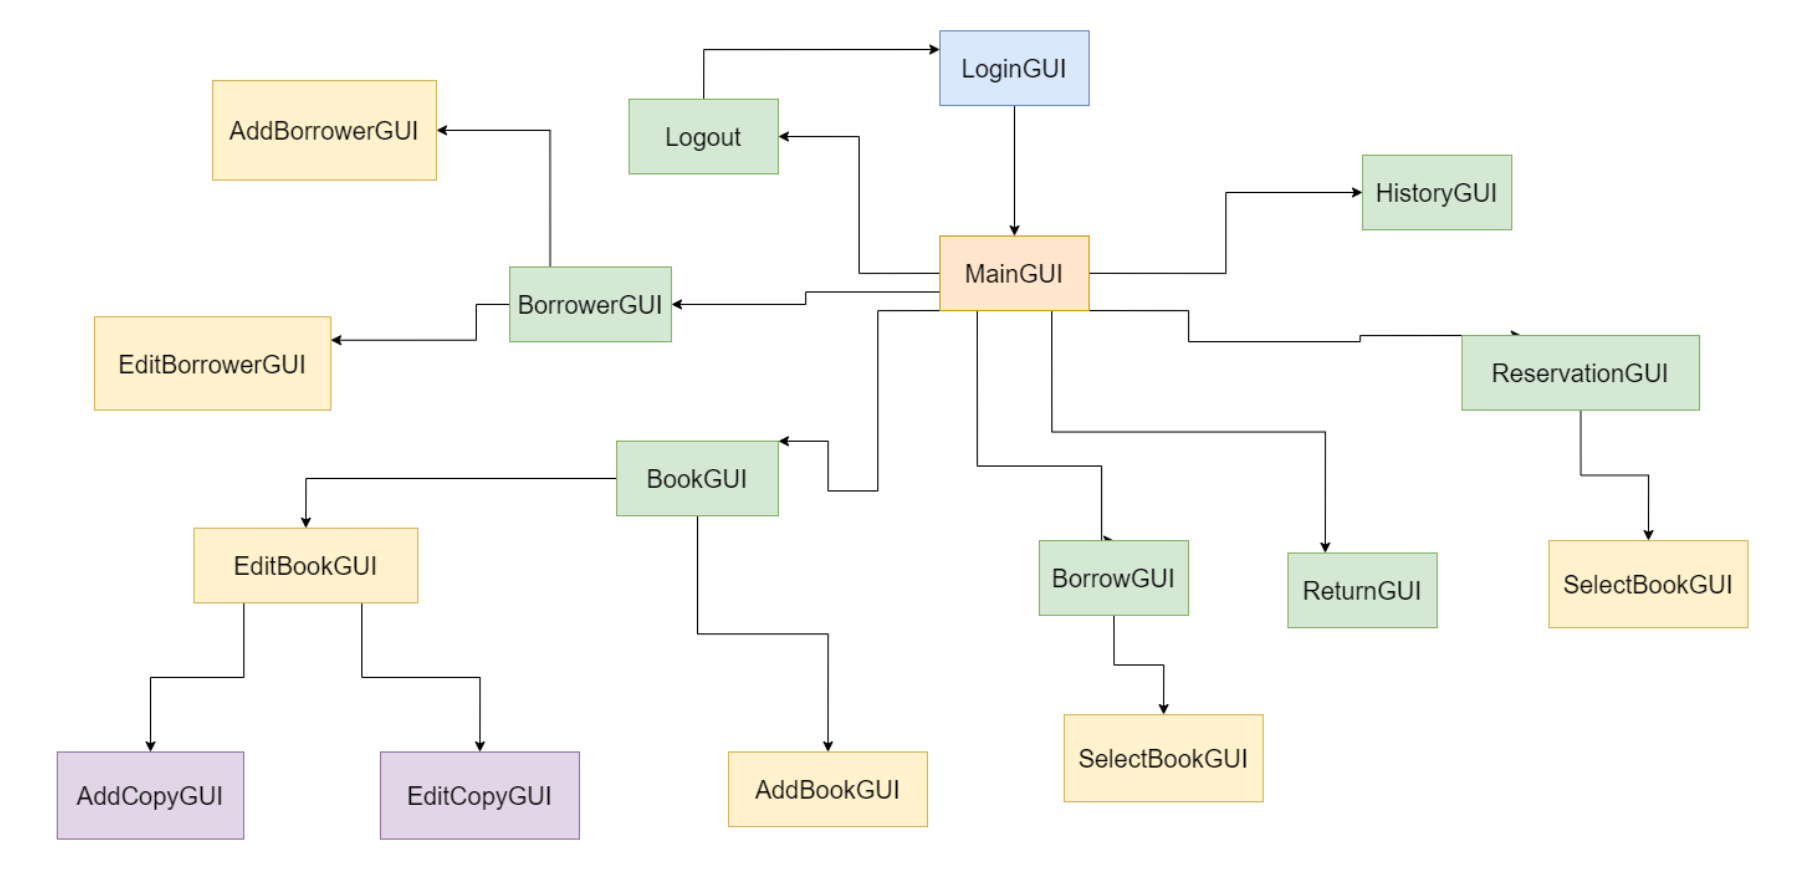 LoginGUI
AddBorrowerGUI
Logout
HistoryGUI
MainGUI
BorrowerGUI
EditBorrowerGUI
ReservationGUI
BookGUI
EditBookGUI
BorrowGUI
ReturnGUI
SelectBookGUI
SelectBookGUI
AddCopyGUI
EditCopyGUI
AddBookGUI